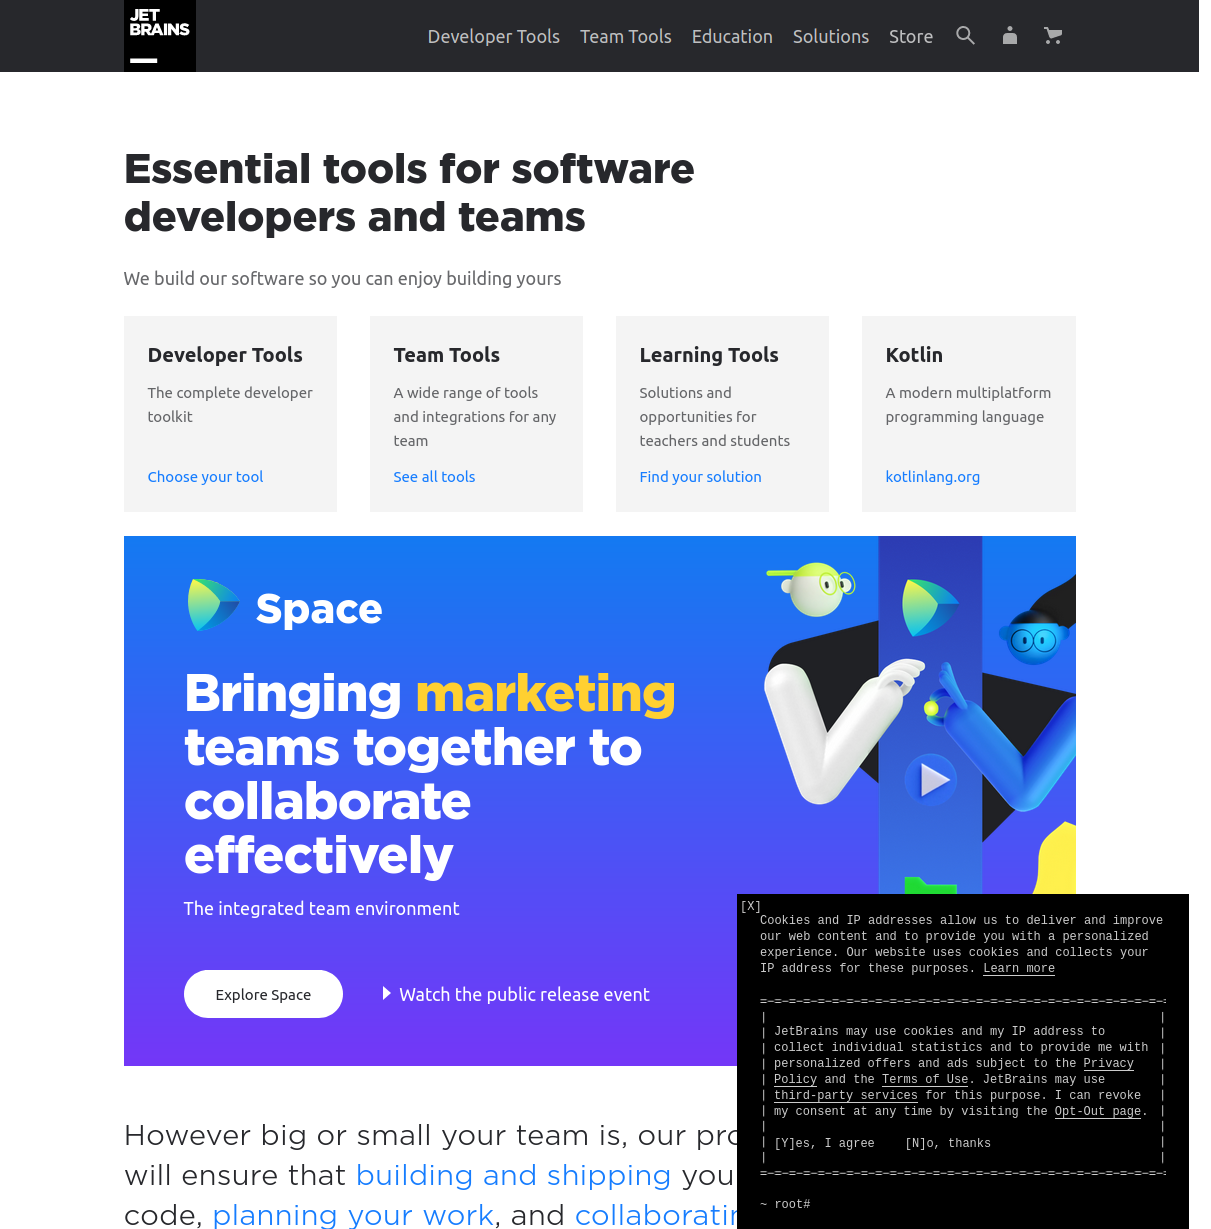 JET
BRAINS
Developer Tools Team Tools Education Solutions Store
Essential tools for software
developers and teams
We build our software so you can enjoy building yours
Developer Tools
The complete developer
toolkit
Choose your tool
Team Tools
A wide range of tools
and integrations for any
team
See all tools
Learning Tools
Solutions and
opportunities for
teachers and students
Find your solution
Kotlin
A modern multiplatform
programming language
kotlinlang.org
Space
Bringing marketing
teams together to
collaborate
effectively
The integrated team environment
Explore Space
Watch the public release event
However big or small your team is, our
will ensure that building and shipping
code, planning your work, and
[X]
Cookies and IP addresses allow us to deliver and improve
our web content and to provide you with a personalized
experience. Our website uses cookies and collects your
IP address for these purposes. Learn more
JetBrains may use cookies and my IP address to
collect individual statistics and to provide me with
personalized offers and ads subject to the Privacy
Policy and the Terms of Use. JetBrains may use
third-party services for this purpose. I can revoke
my consent at any time by visiting the Opt-Out page.
[Y]es, I agree [N]o, thanks
~ root#